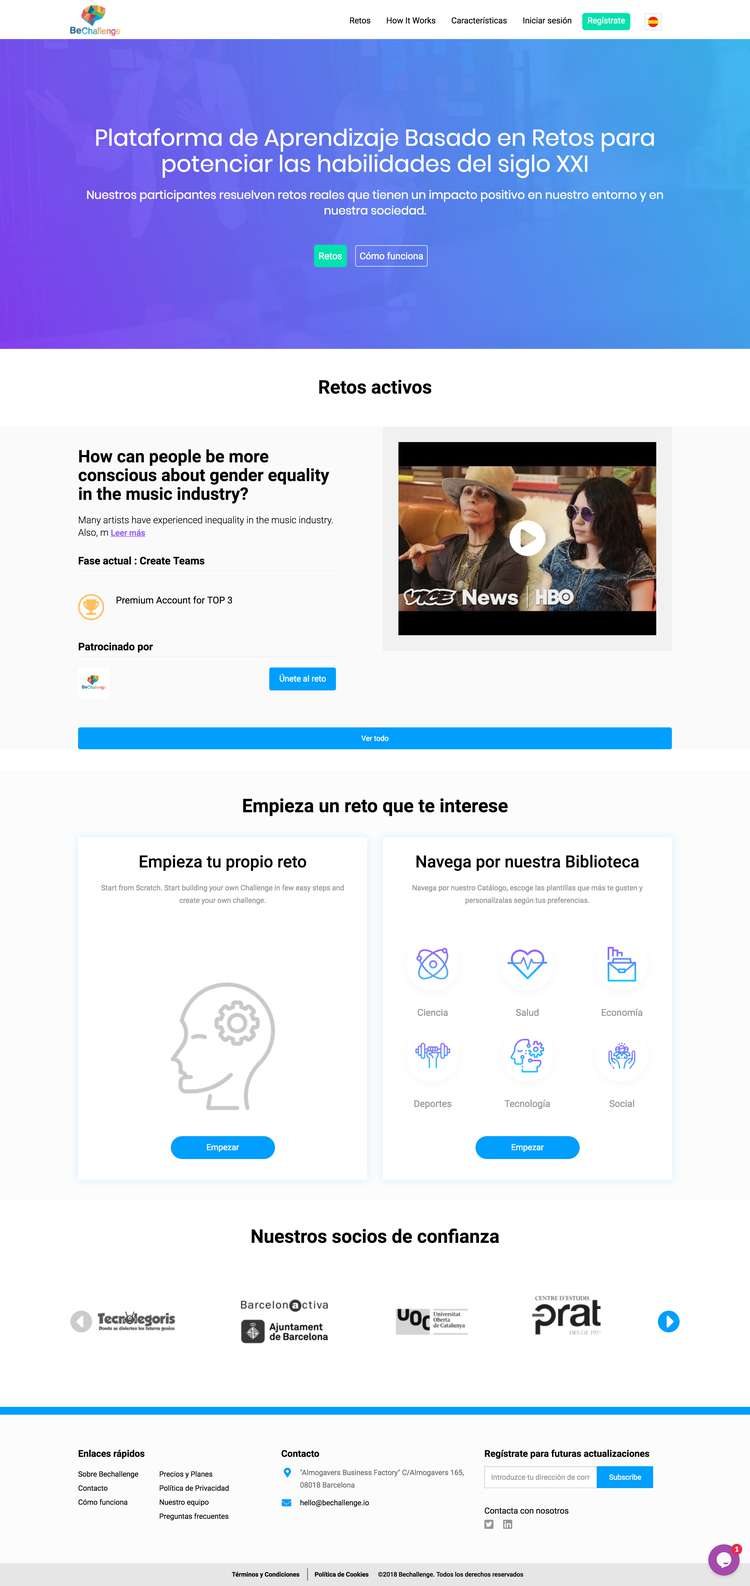 BeChallenge
Retos
How It Works
Características
Iniciar sesión
Regístrate
Plataforma de Aprendizaje Basado en Retos para
potenciar las habilidades del siglo XXI
Nuestros participantes resuelven retos reales que tienen un impacto positivo en nuestro entorno y en
nuestra sociedad.
Retos
Cómo funciona
Retos activos
How can people be more
conscious about gender equality
in the music industry?
Many artists have experienced inequality in the music industry.
Also, m Leer más
Fase actual : Create Teams
Premium Account for TOP 3
Patrocinado por
BeChallenge
Únete al reto
VICE News | HBO
Ver todo
Empieza un reto que te interese
Empieza tu propio reto
Start from Scratch. Start building your own Challenge in few easy steps and
create your own challenge.
Empezar
Navega por nuestra Biblioteca
Navega por nuestro Catálogo, escoge las plantillas que más te gusten y
personalízalas según tus preferencias.
Ciencia
Salud
Economía
Deportes
Tecnología
Social
Empezar
Nuestros socios de confianza
Tecnolegoris
Donde se divierten los futuros genios
Barcelonactiva
Ajuntament
de Barcelona
UOC
Universitat
Oberta
de Catalunya
CENTRE D'ESTUDIS
prat
Enlaces rápidos
Sobre Bechallenge
Contacto
Cómo funciona
Precios y Planes
Política de Privacidad
Nuestro equipo
Preguntas frecuentes
Contacto
"Almogavers Business Factory" C/Almogavers 165,
08018 Barcelona
hello@bechallenge.io
Regístrate para futuras actualizaciones
Introduzce tu dirección de corr
Subscribe
Contacta con nosotros
1
Términos y Condiciones
Política de Cookies
©2018 Bechallenge. Todos los derechos reservados